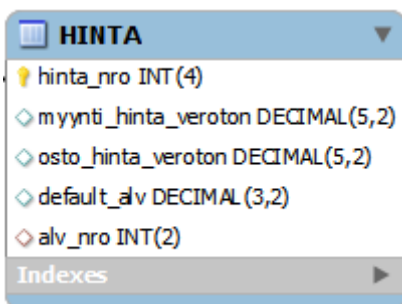 HINTA
hinta_nro INT(4)
myynti_hinta_veroton DECIMAL(5,2)
osto_hinta_veroton DECIMAL(5,2)
default_alv DECIMAL(3,2)
alv_nro INT(2)
Indexes